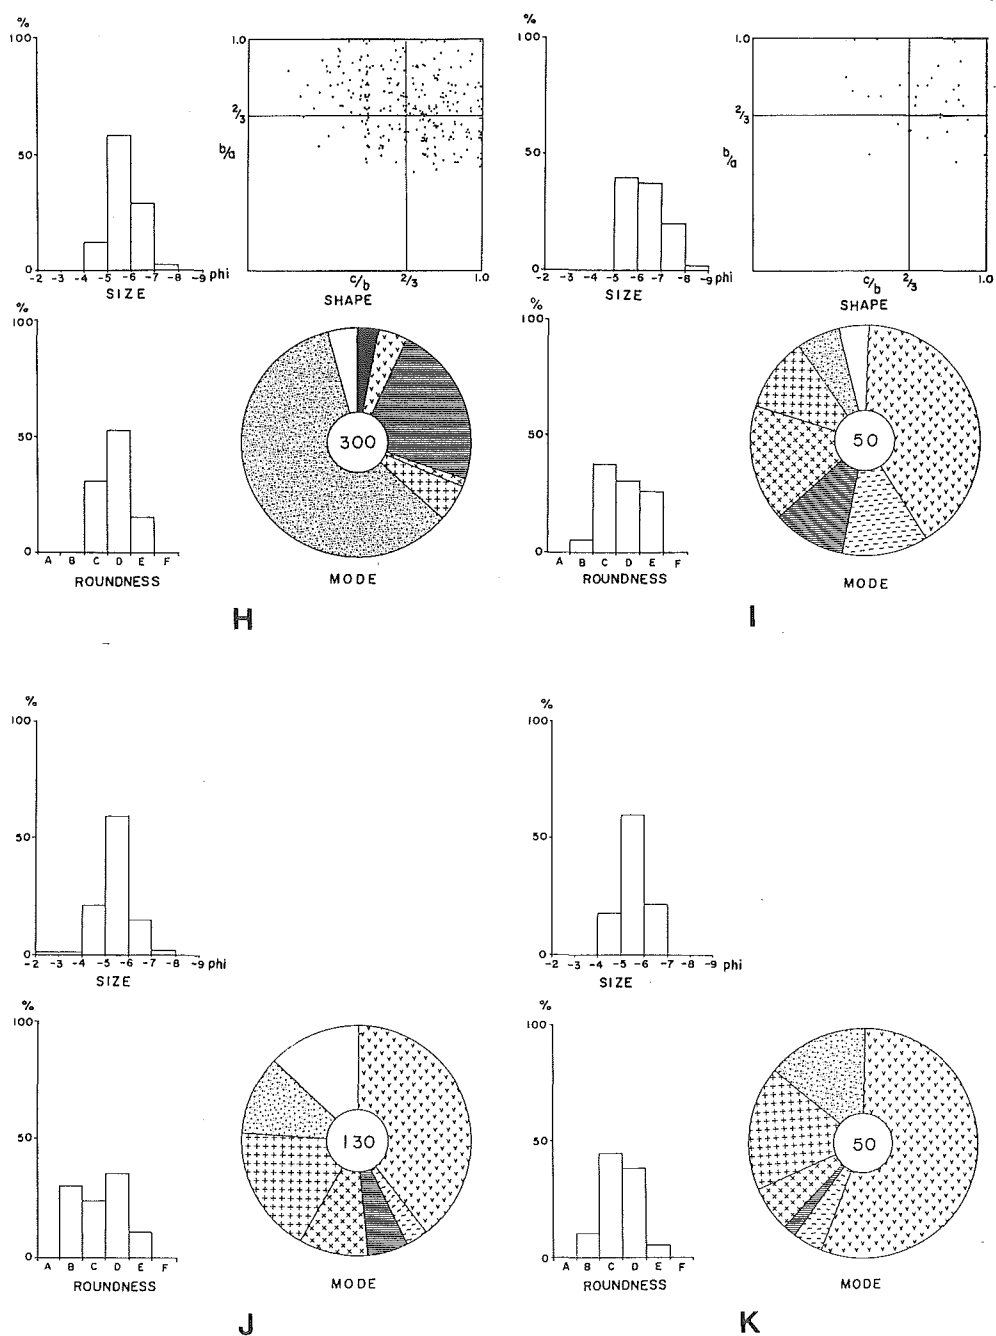 %
100
50
0
-2 -3 -4 -5 -6 -7 -8 -9 phi
SIZE
1.0
2/3
b/a
c/b 2/3 1.0
SHAPE
%
100
50
0
A B C D E F
ROUNDNESS
300
MODE
H
%
100
50
0
-2 -3 -4 -5 -6 -7 -8 -9 phi
SIZE
1.0
2/3
b/a
c/b 2/3 1.0
SHAPE
%
100
50
0
A B C D E F
ROUNDNESS
50
MODE
I
%
100
50
0
-2 -3 -4 -5 -6 -7 -8 -9 phi
SIZE
%
100
50
0
A B C D E F
ROUNDNESS
130
MODE
J
%
100
50
0
-2 -3 -4 -5 -6 -7 -8 -9 phi
SIZE
%
100
50
0
A B C D E F
ROUNDNESS
50
MODE
K